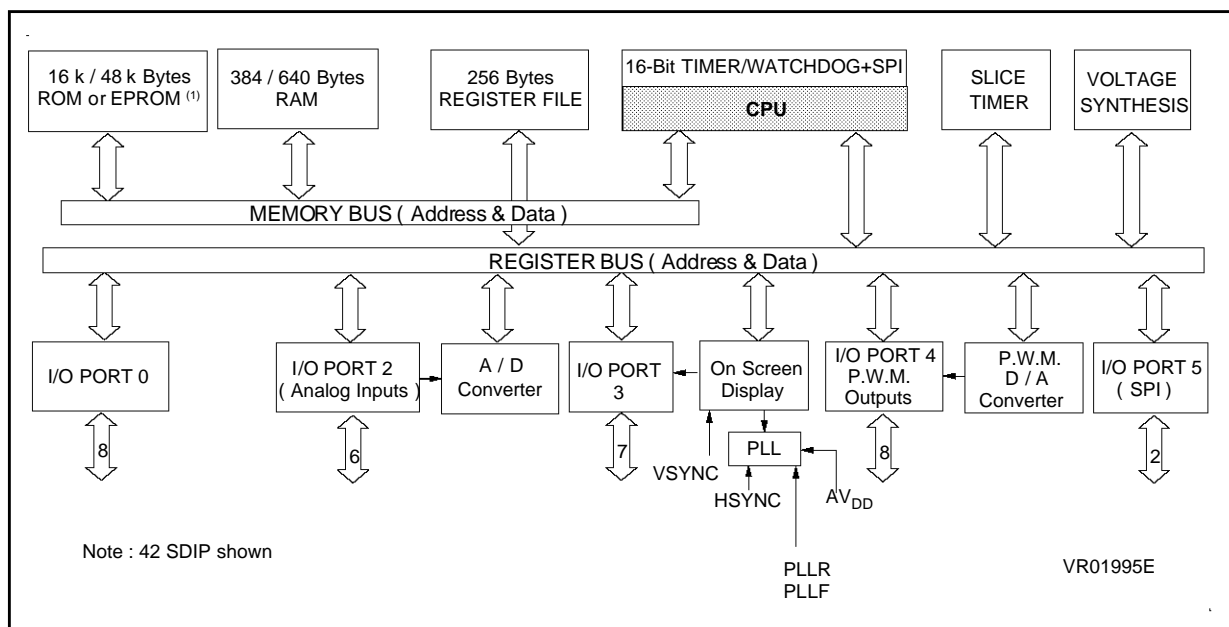 16 k / 48 k Bytes
ROM or EPROM (1)
384 / 640 Bytes
RAM
256 Bytes
REGISTER FILE
16-Bit TIMER/WATCHDOG+SPI
CPU
SLICE
TIMER
VOLTAGE
SYNTHESIS
MEMORY BUS ( Address & Data )
REGISTER BUS ( Address & Data )
I/O PORT 0
I/O PORT 2
( Analog Inputs )
A / D
Converter
I/O PORT
3
On Screen
Display
I/O PORT 4
P.W.M.
Outputs
P.W.M.
D / A
Converter
I/O PORT 5
( SPI )
PLL
8
6
7
8
2
VSYNC
HSYNC
AVDD
PLLR
PLLF
Note : 42 SDIP shown
VR01995E